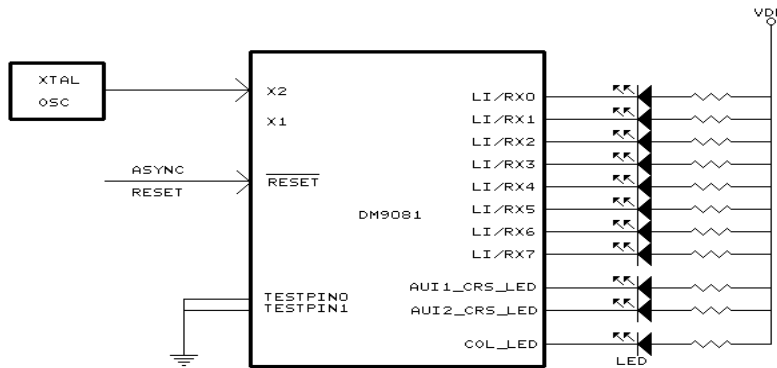 VDD
XTAL
OSC
X2
X1
ASYNC
RESET
RESET
DM9081
LI/RX0
LI/RX1
LI/RX2
LI/RX3
LI/RX4
LI/RX5
LI/RX6
LI/RX7
TESTPIN0
TESTPIN1
AUI1_CRS_LED
AUI2_CRS_LED
COL_LED
LED